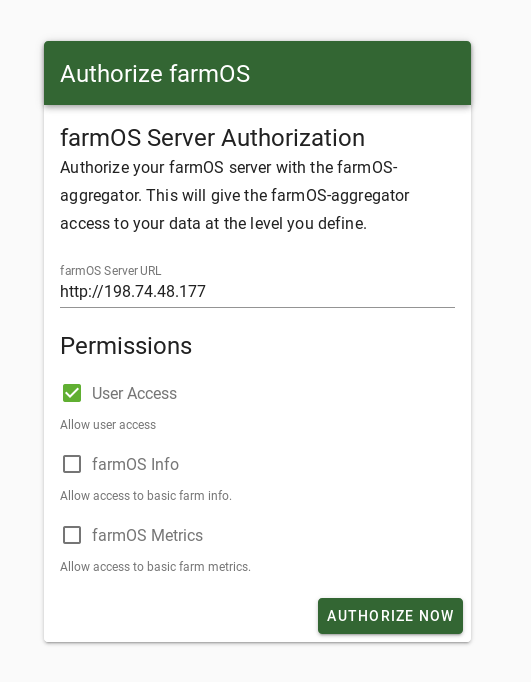 Authorize farmOS
farmOS Server Authorization
Authorize your farmOS server with the farmOS-
aggregator. This will give the farmOS-aggregator
access to your data at the level you define.
farmOS Server URL
http://198.74.48.177
Permissions
User Access
Allow user access
farmOS Info
Allow access to basic farm info.
farmOS Metrics
Allow access to basic farm metrics.
AUTHORIZE NOW